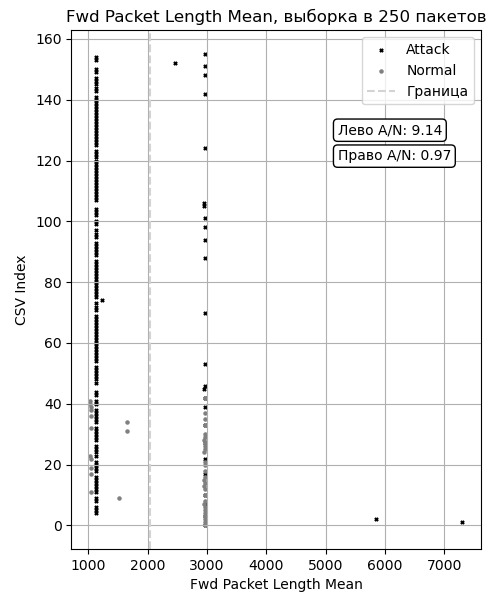 Fwd Packet Length Mean, выборка в 250 пакетов
160
140
120
100
80
60
40
20
0
CSV Index
Attack
Normal
Граница
Лево A/N: 9.14
Право A/N: 0.97
1000 2000 3000 4000 5000 6000 7000
Fwd Packet Length Mean